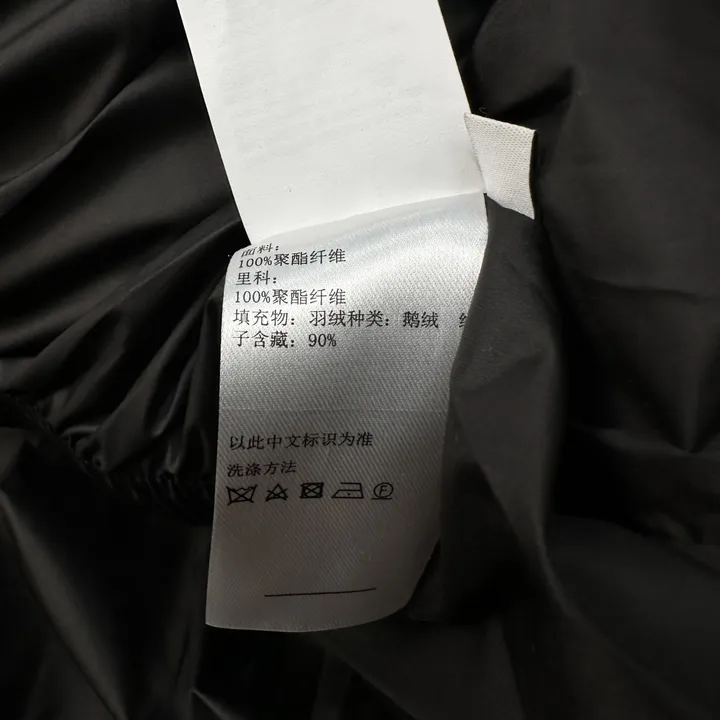 面料：
100%聚酯纤维
里科：
100%聚酯纤维
填充物：羽绒种类：鹅绒
子含藏：90%
以此中文标识为准
洗涤方法
Ⓕ